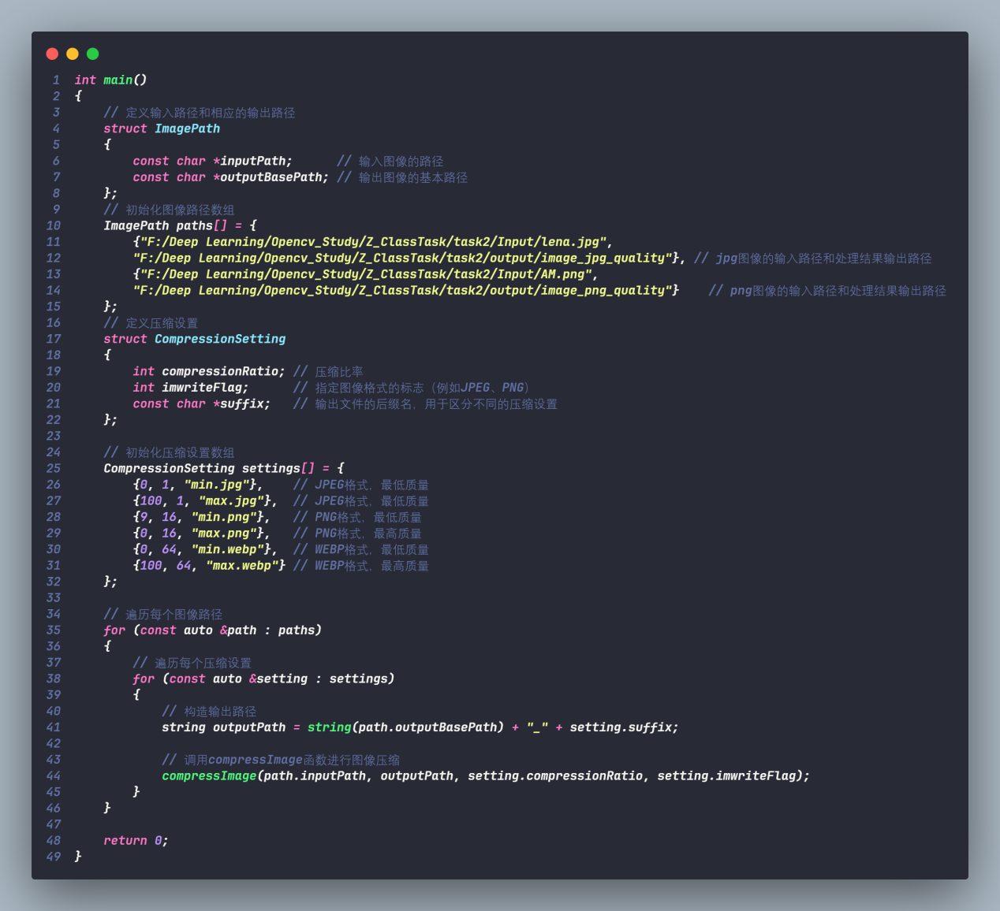 1 int main()
2 {
3 // 定义输入路径和相应的输出路径
4 struct ImagePath
5 {
6 const char *inputPath; // 输入图像的路径
7 const char *outputBasePath; // 输出图像的基本路径
8 };
9 // 初始化图像路径数组
10 ImagePath paths[] = {
11 {"F:/Deep Learning/Opencv_Study/Z_ClassTask/task2/Input/lena.jpg",
12 "F:/Deep Learning/Opencv_Study/Z_ClassTask/task2/output/image_jpg_quality"}, // jpg图像的输入路径和处理结果输出路径
13 {"F:/Deep Learning/Opencv_Study/Z_ClassTask/task2/Input/AM.png",
14 "F:/Deep Learning/Opencv_Study/Z_ClassTask/task2/output/image_png_quality"} // png图像的输入路径和处理结果输出路径
15 };
16 // 定义压缩设置
17 struct CompressionSetting
18 {
19 int compressionRatio; // 压缩比率
20 int imwriteFlag; // 指定图像格式的标志（例如JPEG、PNG）
21 const char *suffix; // 输出文件的后缀名，用于区分不同的压缩设置
22 };
23
24 // 初始化压缩设置数组
25 CompressionSetting settings[] = {
26 {0, 1, "min.jpg"}, // JPEG格式，最低质量
27 {100, 1, "max.jpg"}, // JPEG格式，最低质量
28 {9, 16, "min.png"}, // PNG格式，最低质量
29 {0, 16, "max.png"}, // PNG格式，最高质量
30 {0, 64, "min.webp"}, // WEBP格式，最低质量
31 {100, 64, "max.webp"} // WEBP格式，最高质量
32 };
33
34 // 遍历每个图像路径
35 for (const auto &path : paths)
36 {
37 // 遍历每个压缩设置
38 for (const auto &setting : settings)
39 {
40 // 构造输出路径
41 string outputPath = string(path.outputBasePath) + "_" + setting.suffix;
42
43 // 调用compressImage函数进行图像压缩
44 compressImage(path.inputPath, outputPath, setting.compressionRatio, setting.imwriteFlag);
45 }
46 }
47
48 return 0;
49 }